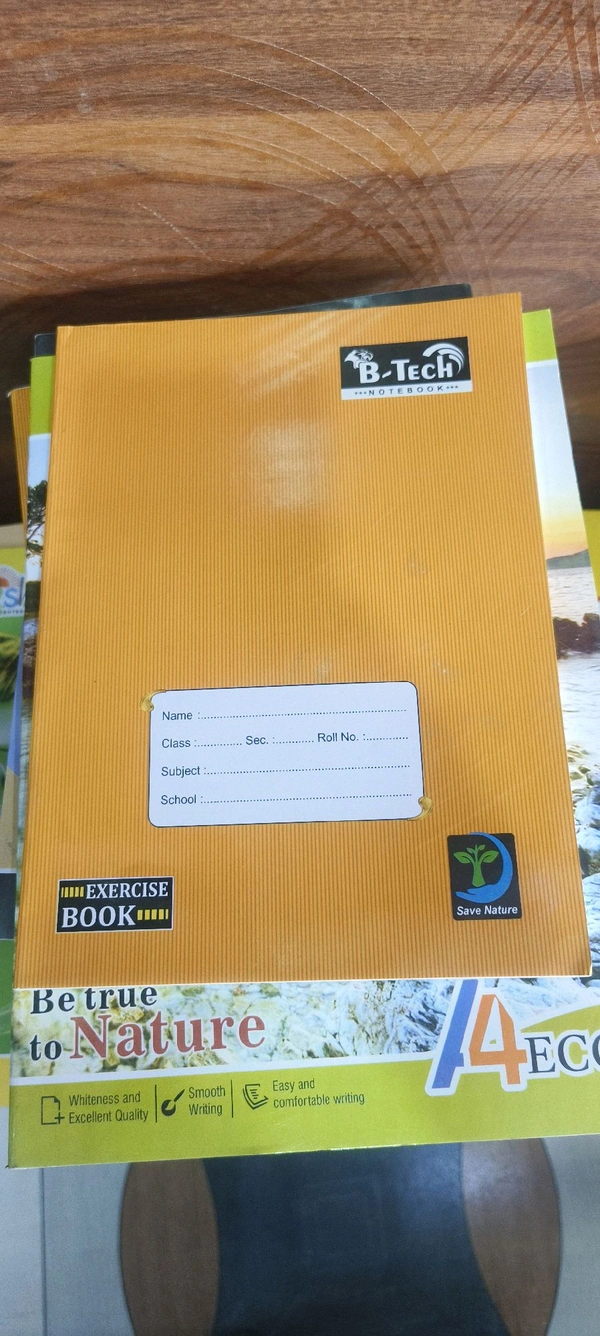 B-TECH
***NOTEBOOK***
Name :
Class : Sec. : Roll No. :
Subject :
School :
EXERCISE
BOOK
Save Nature
Be true
to Nature
A4 ECO
Whiteness and
Excellent Quality
Smooth
Writing
Easy and
comfortable writing